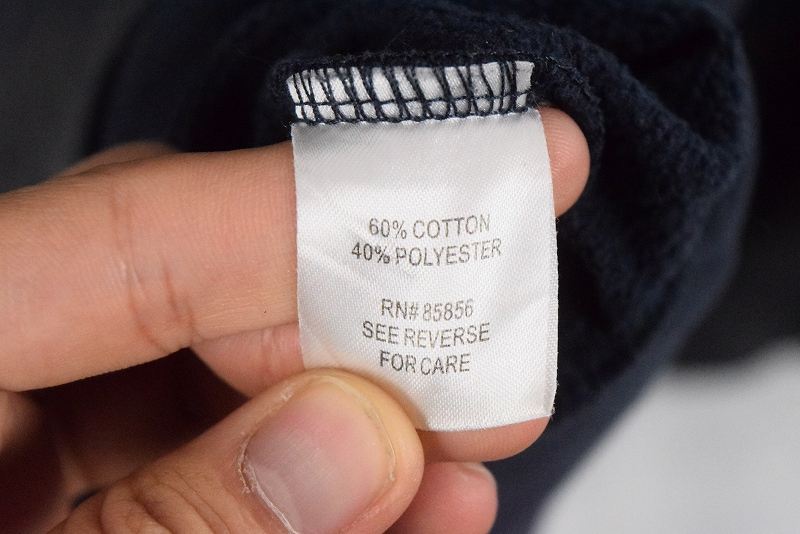 60% COTTON
40% POLYESTER
RN# 85856
SEE REVERSE
FOR CARE